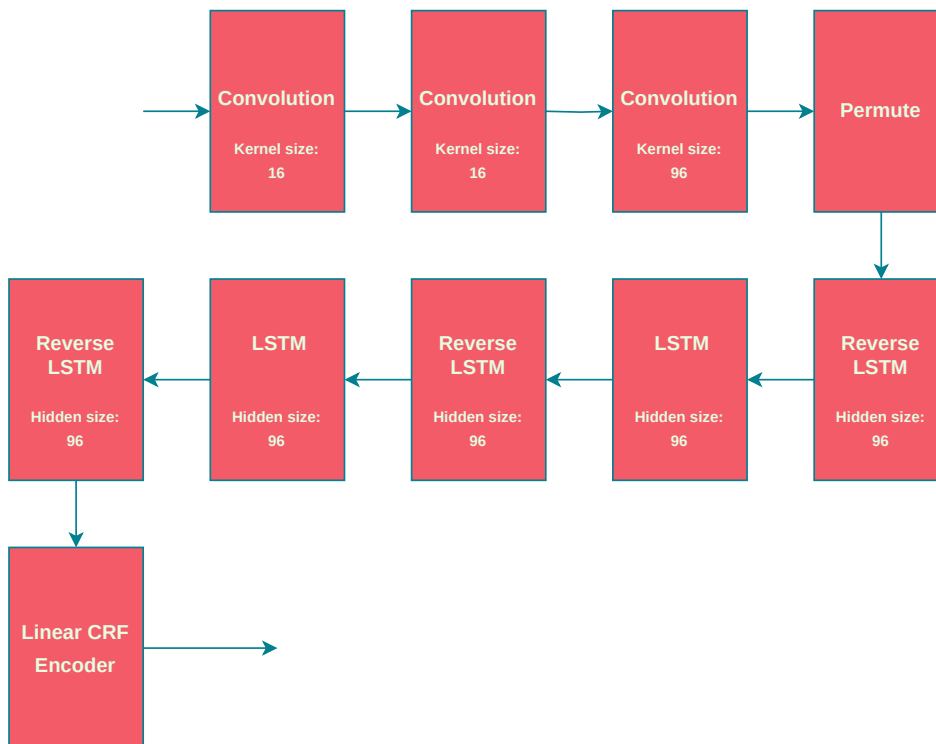 Convolution
Kernel size:
16
Convolution
Kernel size:
16
Convolution
Kernel size:
96
Permute
Reverse
LSTM
Hidden size:
96
LSTM
Hidden size:
96
Reverse
LSTM
Hidden size:
96
LSTM
Hidden size:
96
Reverse
LSTM
Hidden size:
96
Linear CRF
Encoder